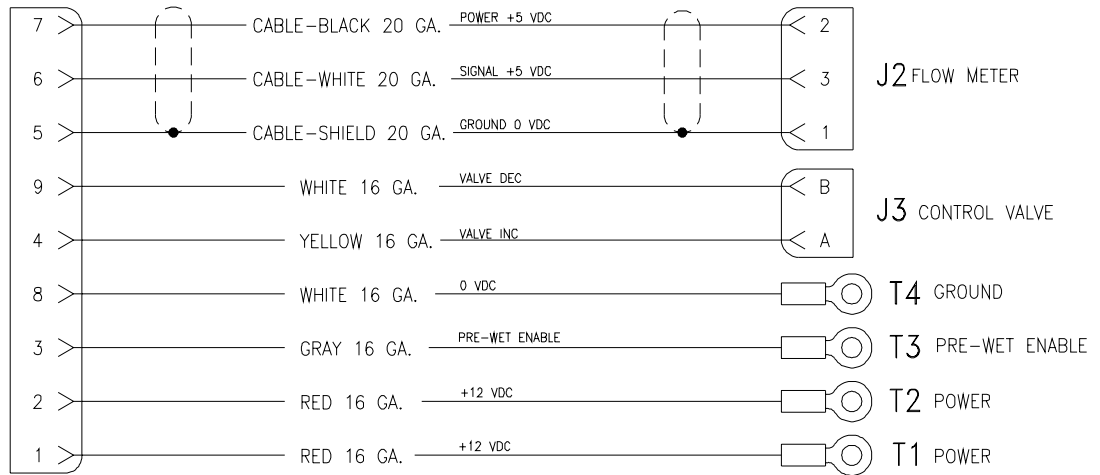 7 CABLE-BLACK 20 GA. POWER +5 VDC 2
6 CABLE-WHITE 20 GA. SIGNAL +5 VDC 3 J2 FLOW METER
5 CABLE-SHIELD 20 GA. GROUND 0 VDC 1
9 WHITE 16 GA. VALVE DEC B
J3 CONTROL VALVE
4 YELLOW 16 GA. VALVE INC A
8 WHITE 16 GA. 0 VDC T4 GROUND
3 GRAY 16 GA. PRE-WET ENABLE T3 PRE-WET ENABLE
2 RED 16 GA. +12 VDC T2 POWER
1 RED 16 GA. +12 VDC T1 POWER